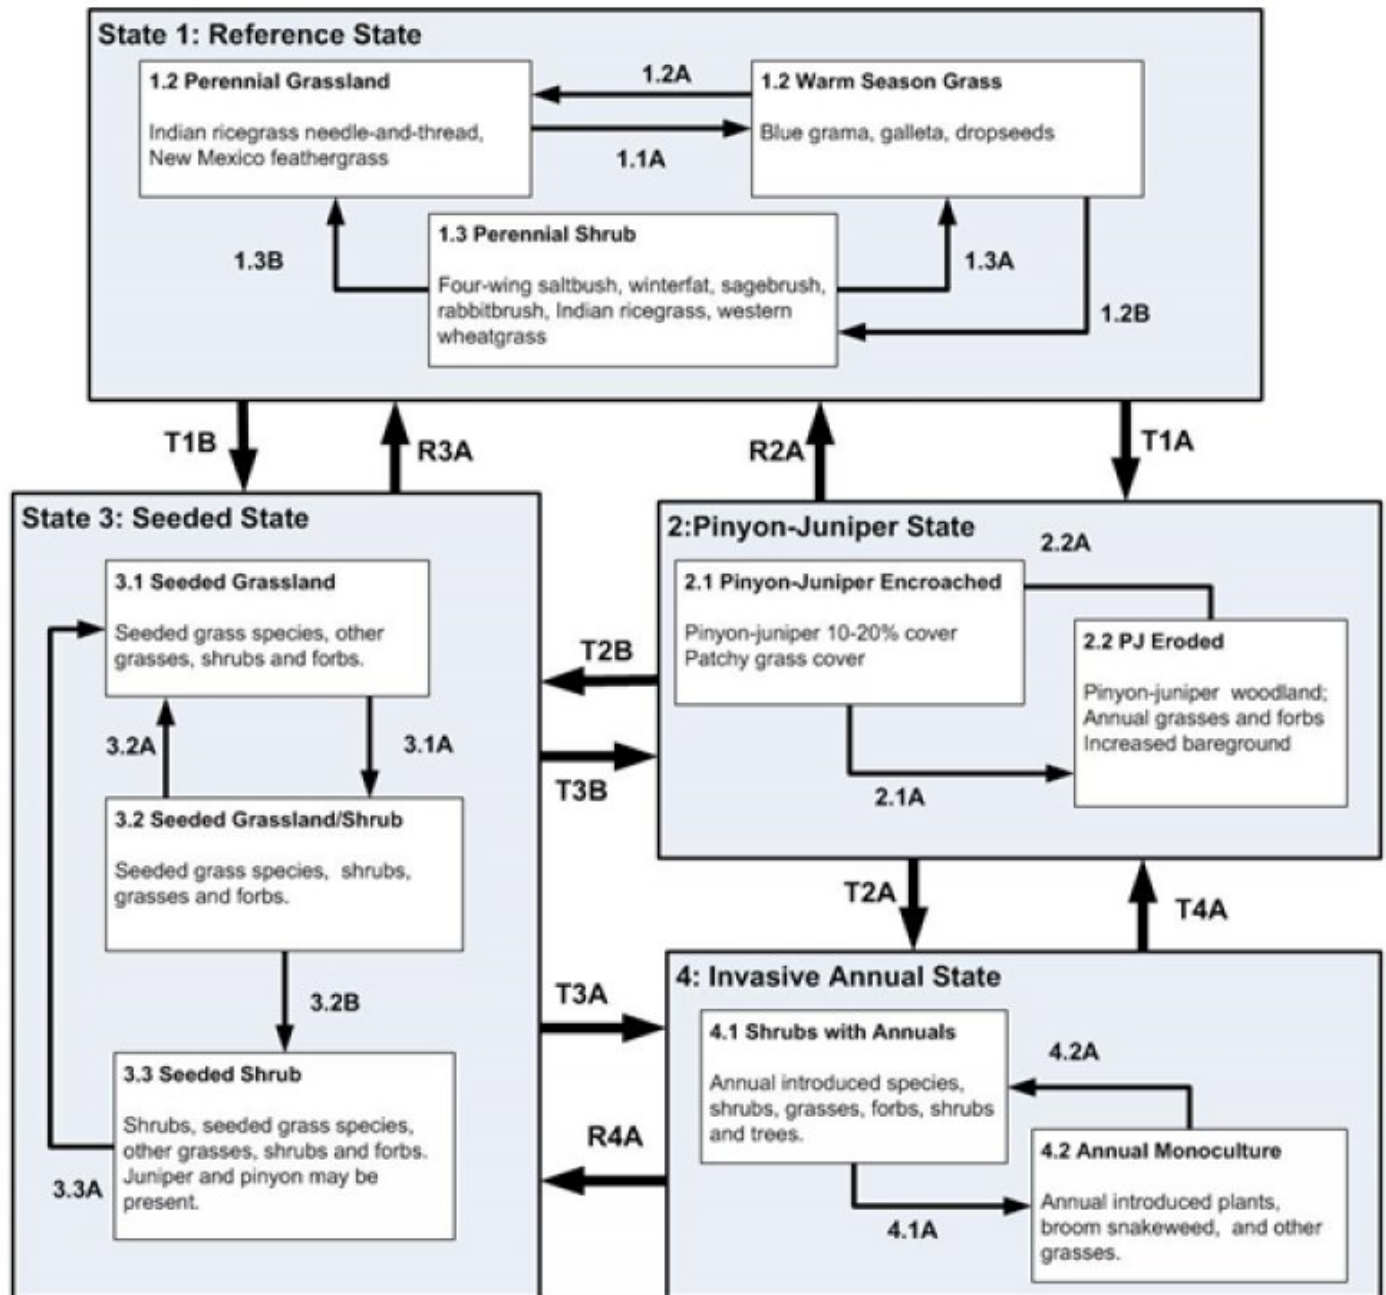 State 1: Reference State
1.2 Perennial Grassland
Indian ricegrass needle-and-thread,
New Mexico feathergrass
1.2A
1.1A
1.2 Warm Season Grass
Blue grama, galleta, dropseeds
1.3B
1.3 Perennial Shrub
Four-wing saltbush, winterfat, sagebrush,
rabbitbrush, Indian ricegrass, western
wheatgrass
1.3A
1.2B
T1B
R3A
R2A
T1A
State 3: Seeded State
3.1 Seeded Grassland
Seeded grass species, other
grasses, shrubs and forbs.
3.2A
3.1A
3.2 Seeded Grassland/Shrub
Seeded grass species, shrubs,
grasses and forbs.
3.2B
3.3 Seeded Shrub
Shrubs, seeded grass species,
other grasses, shrubs and forbs.
Juniper and pinyon may be
present.
3.3A
T2B
T3B
2:Pinyon-Juniper State
2.2A
2.1 Pinyon-Juniper Encroached
Pinyon-juniper 10-20% cover
Patchy grass cover
2.2 PJ Eroded
Pinyon-juniper woodland;
Annual grasses and forbs
Increased bareground
2.1A
T2A
T4A
T3A
R4A
4: Invasive Annual State
4.1 Shrubs with Annuals
Annual introduced species,
shrubs, grasses, forbs, shrubs
and trees.
4.2A
4.2 Annual Monoculture
Annual introduced plants,
broom snakeweed, and other
grasses.
4.1A